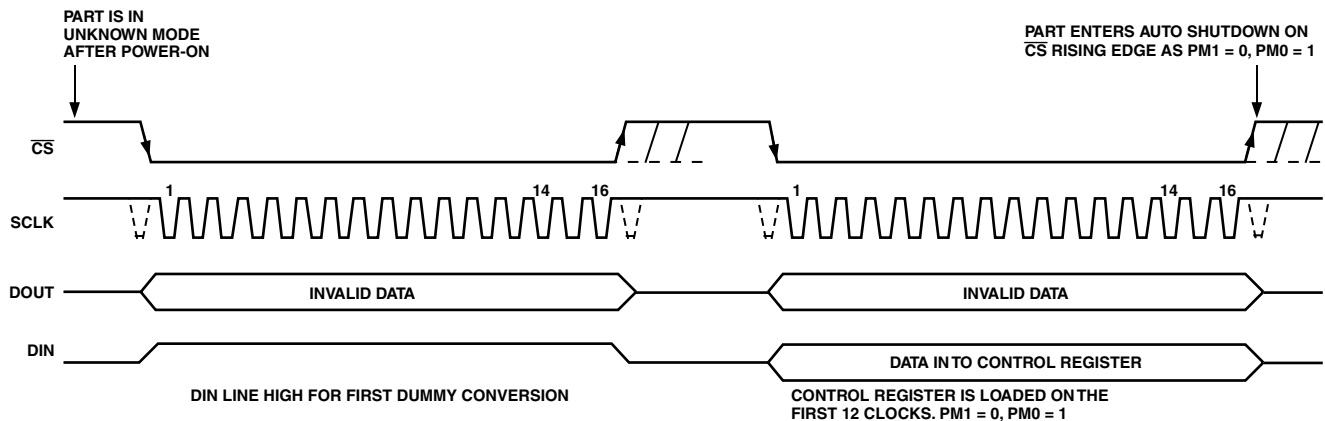 PART IS IN
UNKNOWN MODE
AFTER POWER-ON
PART ENTERS AUTO SHUTDOWN ON
CS RISING EDGE AS PM1 = 0, PM0 = 1
CS
1
14
16
1
14
16
SCLK
DOUT
INVALID DATA
INVALID DATA
DIN
DATA IN TO CONTROL REGISTER
DIN LINE HIGH FOR FIRST DUMMY CONVERSION
CONTROL REGISTER IS LOADED ON THE
FIRST 12 CLOCKS. PM1 = 0, PM0 = 1